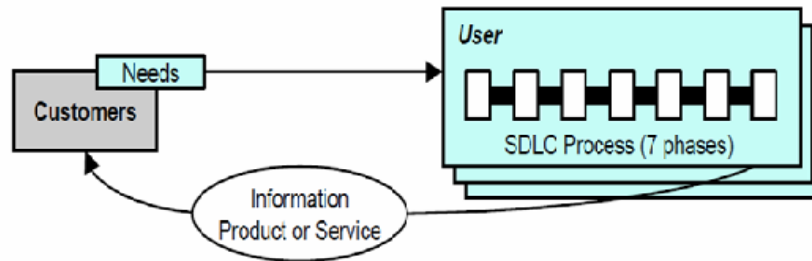 User
Needs
Customers
SDLC Process (7 phases)
Information
Product or Service